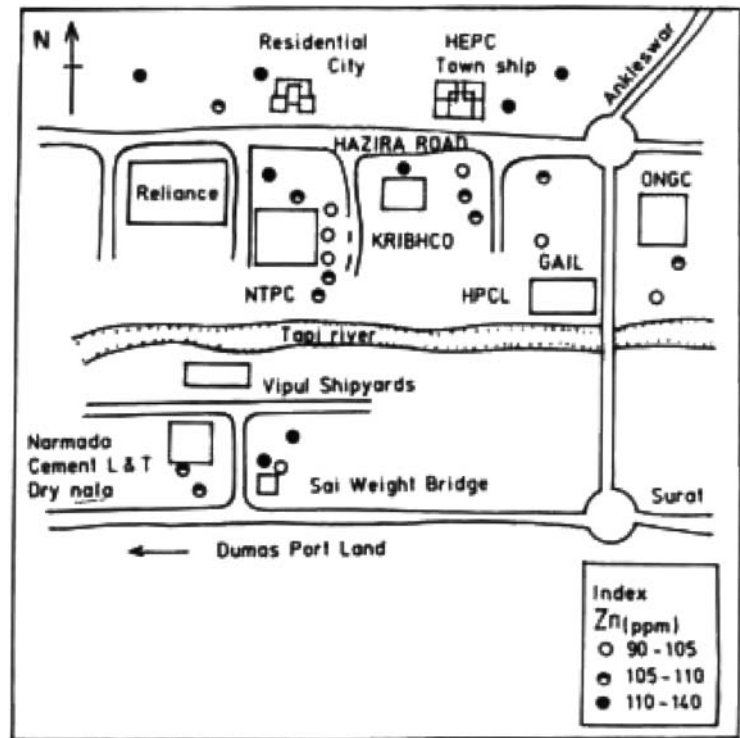 N
Residential
City
HEPC
Town ship
Ankleswar
HAZIRA ROAD
Reliance
ONGC
KRIBHCO
GAIL
NTPC
HPCL
Tapi river
Vipul Shipyards
Narmada
Cement L & T
Dry nala
Sai Weight Bridge
Surat
Dumas Port Land
Index
Zn(ppm)
90 - 105
105 - 110
110 - 140